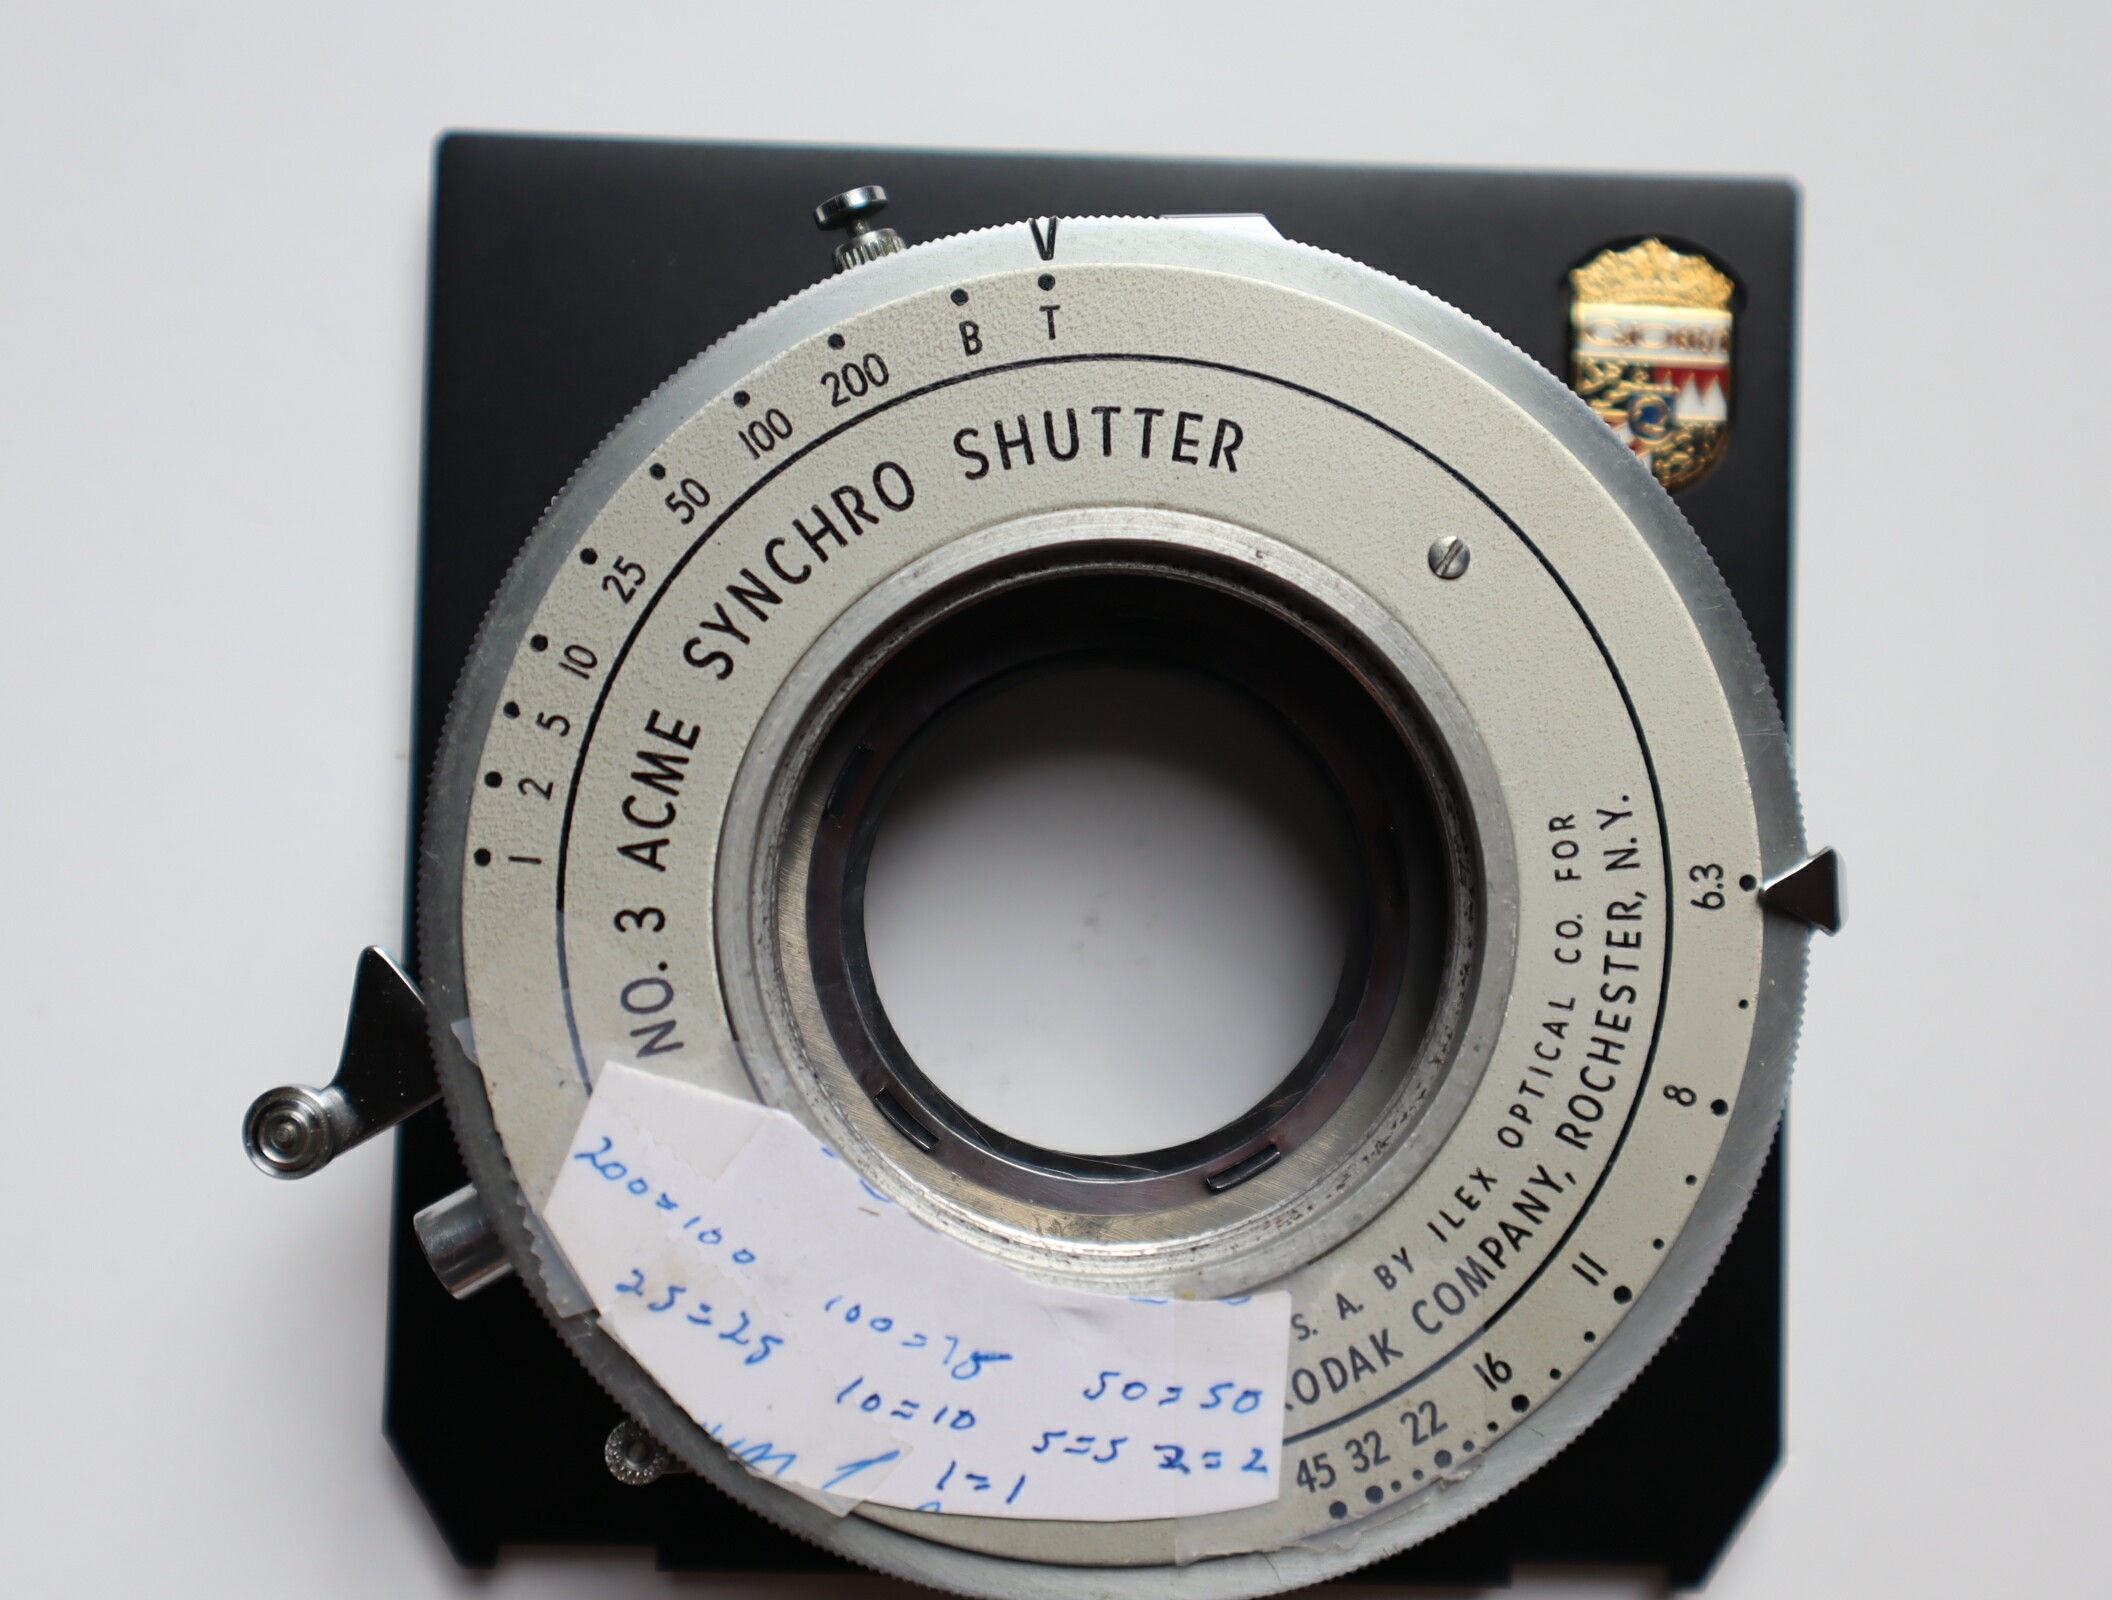 V
T
B
200
100
50
25
10
5
2
1
NO. 3 ACME SYNCHRO SHUTTER
6.3
8
11
16
22
32
45
S. A. BY ILEX OPTICAL CO. FOR
KODAK COMPANY, ROCHESTER, N.Y.
200=100 100=75 50=50
25=25 10=10 5=5 2=2
1=1